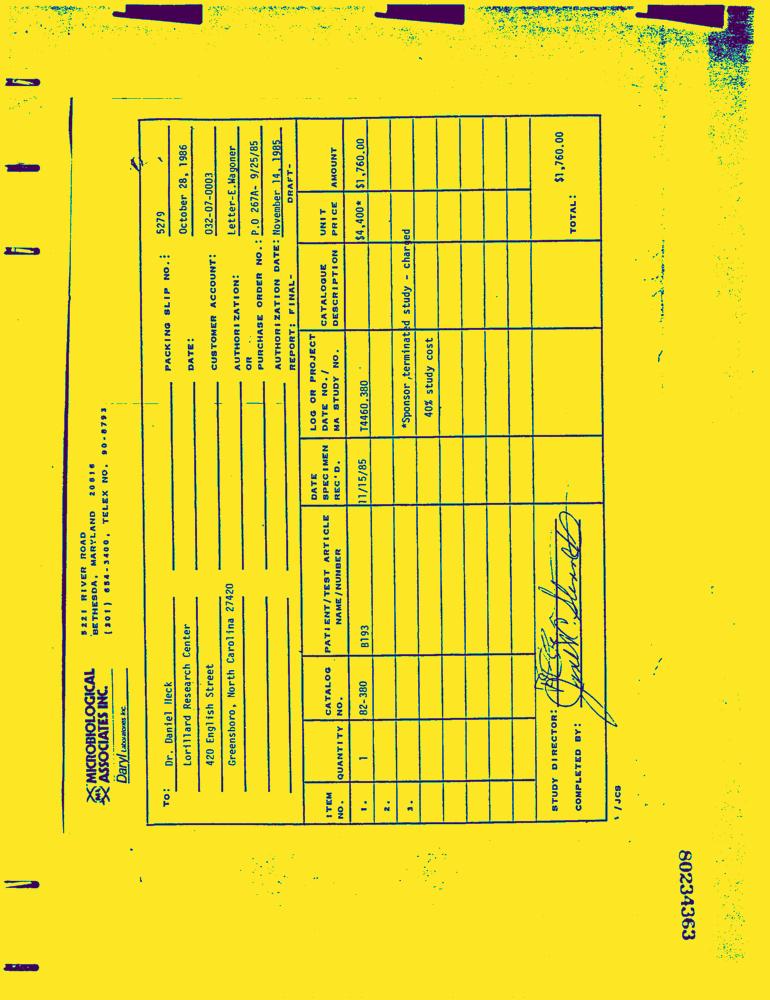 MICROBIOLOGICAL
ASSOCIATES INC.
Daryl Laboratories Inc.
5221 RIVER ROAD
BETHESDA, MARYLAND 20816
(301) 654-3400, TELEX NO. 90-8793
TO: Dr. Daniel Heck
Lorillard Research Center
420 English Street
Greensboro, North Carolina 27420
PACKING SLIP NO.: 5279
DATE: October 28, 1986
CUSTOMER ACCOUNT: 032-07-0003
AUTHORIZATION: Letter-E.Wagoner
OR
PURCHASE ORDER NO.: P.O 267A- 9/25/85
AUTHORIZATION DATE: November 14, 1985
REPORT: FINAL- DRAFT-
ITEM NO. QUANTITY CATALOG NO. PATIENT/TEST ARTICLE NAME/NUMBER DATE SPECIMEN REC'D. LOG OR PROJECT DATE NO./ MA STUDY NO. CATALOGUE DESCRIPTION UNIT PRICE AMOUNT
1. 1 82-380 B193 11/15/85 T4460.380 $4,400* $1,760.00
2.
3. *Sponsor terminated study - charged
40% study cost
STUDY DIRECTOR:
COMPLETED BY:
TOTAL: $1,760.00
/JCS
80234363